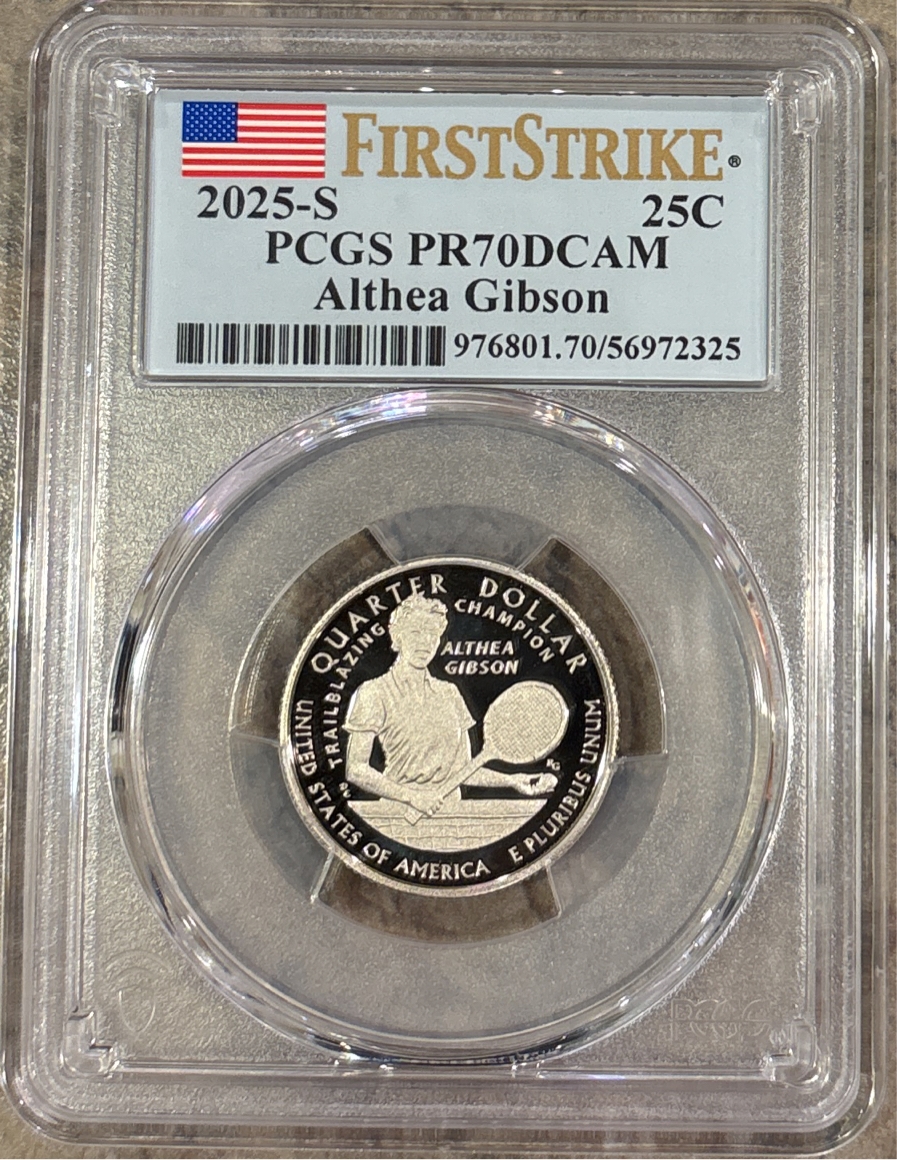 FIRSTSTRIKE®
2025-S 25C
PCGS PR70DCAM
Althea Gibson
976801.70/56972325
QUARTER DOLLAR
TRAILBLAZING CHAMPION
ALTHEA
GIBSON
UNITED STATES OF AMERICA
E PLURIBUS UNUM
PCGS